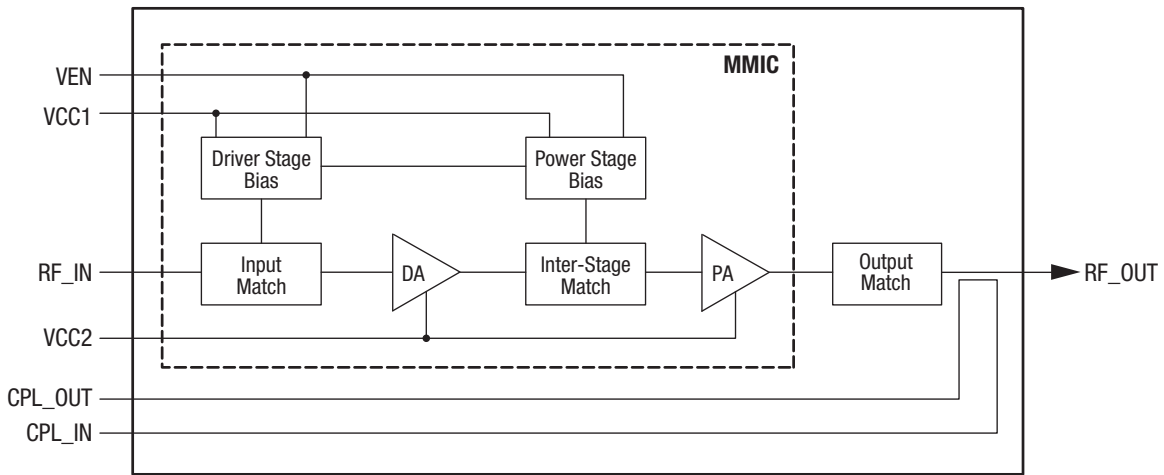 MMIC
VEN
VCC1
Driver Stage
Bias
Power Stage
Bias
RF_IN
Input
Match
DA
Inter-Stage
Match
PA
Output
Match
RF_OUT
VCC2
CPL_OUT
CPL_IN